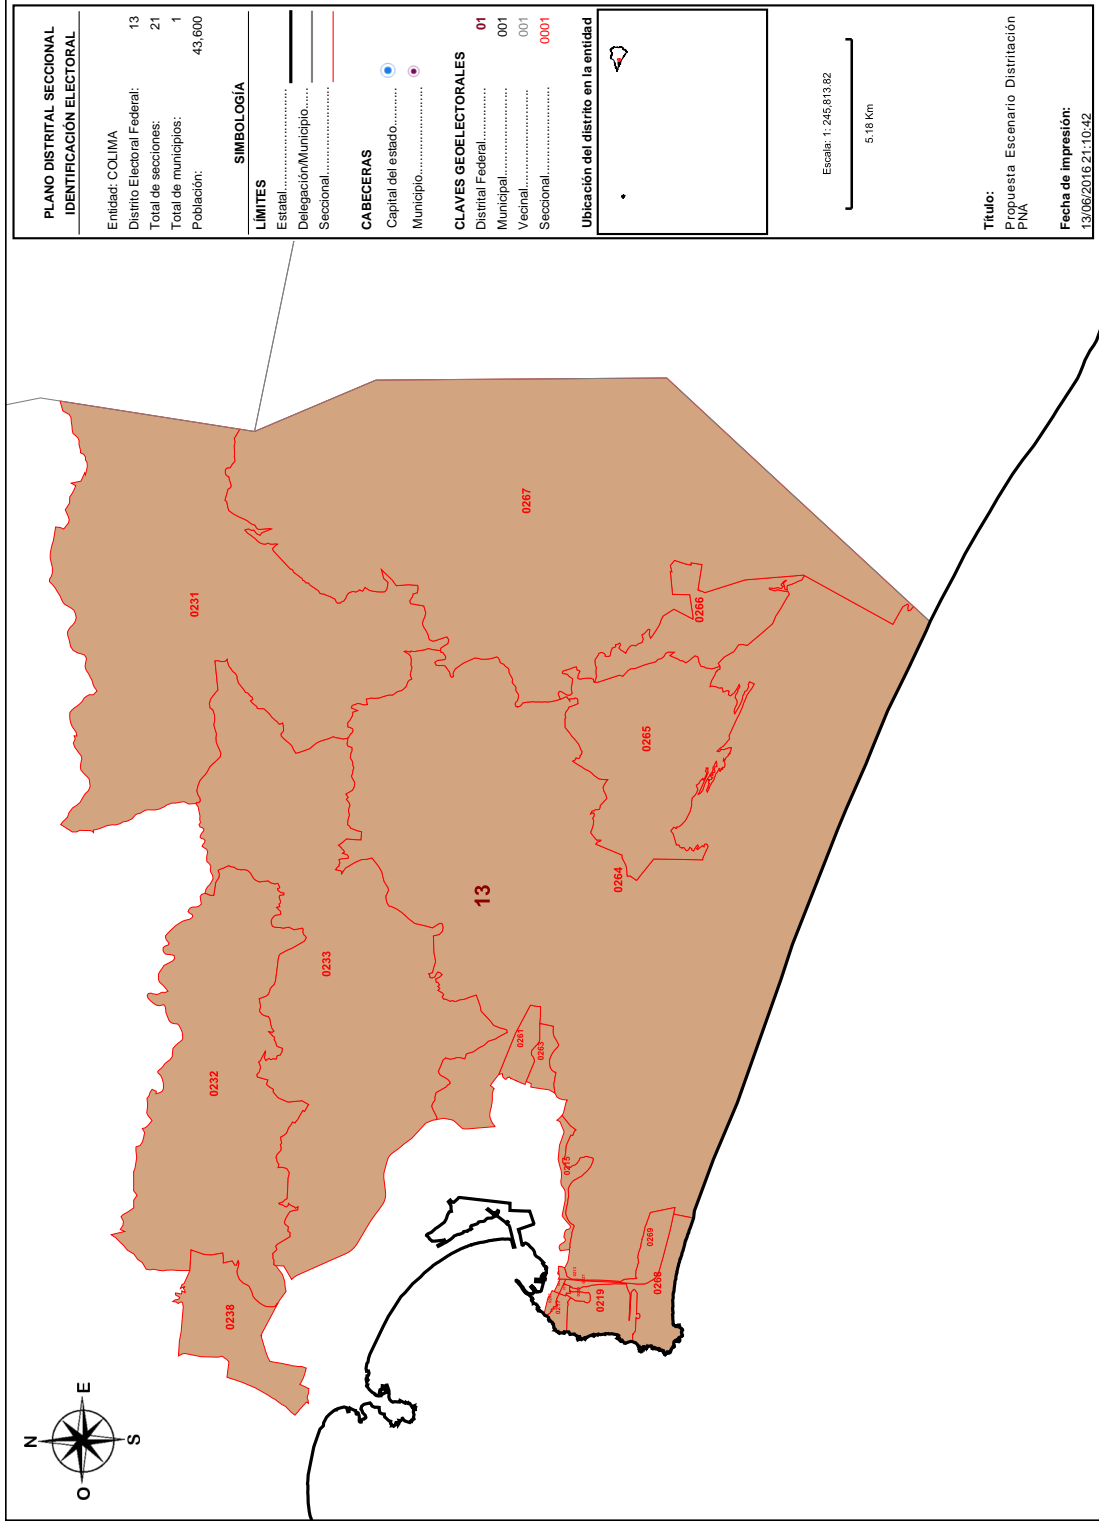 PLANO DISTRITAL SECCIONAL
IDENTIFICACIÓN ELECTORAL
Entidad: COLIMA
Distrito Electoral Federal: 13
Total de secciones: 21
Total de municipios: 1
Población: 43,600
SIMBOLOGÍA
LÍMITES
Estatal
Delegación/Municipio
Seccional
CABECERAS
Capital del estado
Municipio
CLAVES GEOELECTORALES
Distrital Federal 01
Municipal 001
Vecinal 001
Seccional 0001
Ubicación del distrito en la entidad
Escala: 1: 245,813.82
5.18 Km
Título:
Propuesta Escenario Distritación
PNA
Fecha de impresión:
13/06/2016 21:10:42
N
E
S
O
0231
0267
0266
0265
0264
13
0233
0232
0261
0263
0215
0238
0269
0268
0219